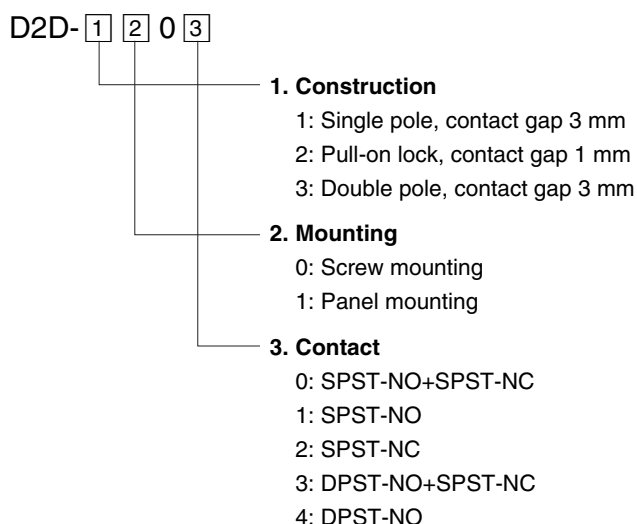 D2D- 1 2 0 3
1. Construction
1: Single pole, contact gap 3 mm
2: Pull-on lock, contact gap 1 mm
3: Double pole, contact gap 3 mm
2. Mounting
0: Screw mounting
1: Panel mounting
3. Contact
0: SPST-NO+SPST-NC
1: SPST-NO
2: SPST-NC
3: DPST-NO+SPST-NC
4: DPST-NO